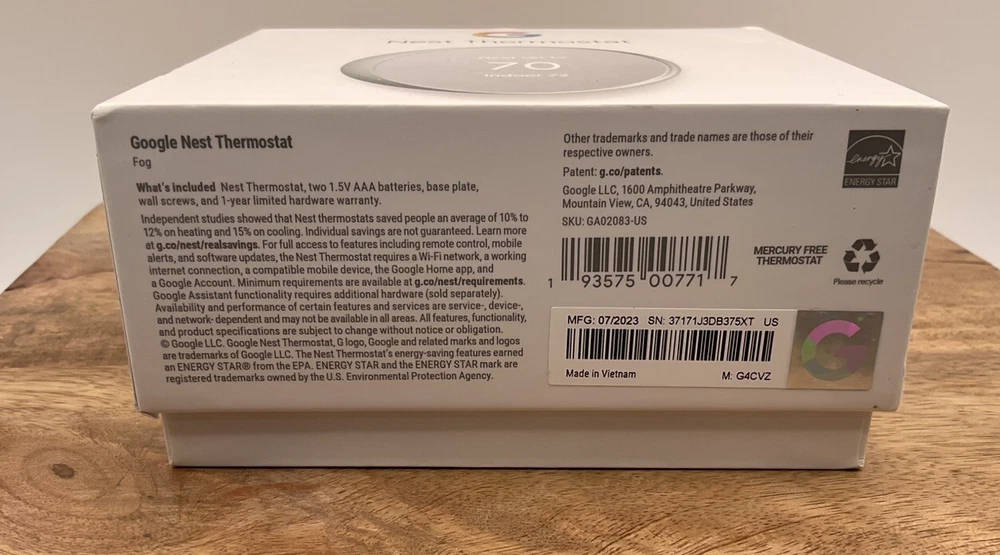 Nest Thermostat
70
Indoor 72
Google Nest Thermostat
Fog
What's included Nest Thermostat, two 1.5V AAA batteries, base plate,
wall screws, and 1-year limited hardware warranty.
Independent studies showed that Nest thermostats saved people an average of 10% to
12% on heating and 15% on cooling. Individual savings are not guaranteed. Learn more
at g.co/nest/realsavings. For full access to features including remote control, mobile
alerts, and software updates, the Nest Thermostat requires a Wi-Fi network, a working
internet connection, a compatible mobile device, the Google Home app, and
a Google Account. Minimum requirements are available at g.co/nest/requirements.
Google Assistant functionality requires additional hardware (sold separately).
Availability and performance of certain features and services are service-, device-,
and network- dependent and may not be available in all areas. All features, functionality,
and product specifications are subject to change without notice or obligation.
© Google LLC. Google Nest Thermostat, G logo, Google and related marks and logos
are trademarks of Google LLC. The Nest Thermostat's energy-saving features earned
an ENERGY STAR® from the EPA. ENERGY STAR and the ENERGY STAR mark are
registered trademarks owned by the U.S. Environmental Protection Agency.
Other trademarks and trade names are those of their
respective owners.
Patent: g.co/patents.
Google LLC, 1600 Amphitheatre Parkway,
Mountain View, CA, 94043, United States
SKU: GA02083-US
1 93575 00771 7
energy
ENERGY STAR
MERCURY FREE
THERMOSTAT
Please recycle
MFG: 07/2023 SN: 37171J3DB375XT US
Made in Vietnam M: G4CVZ
G